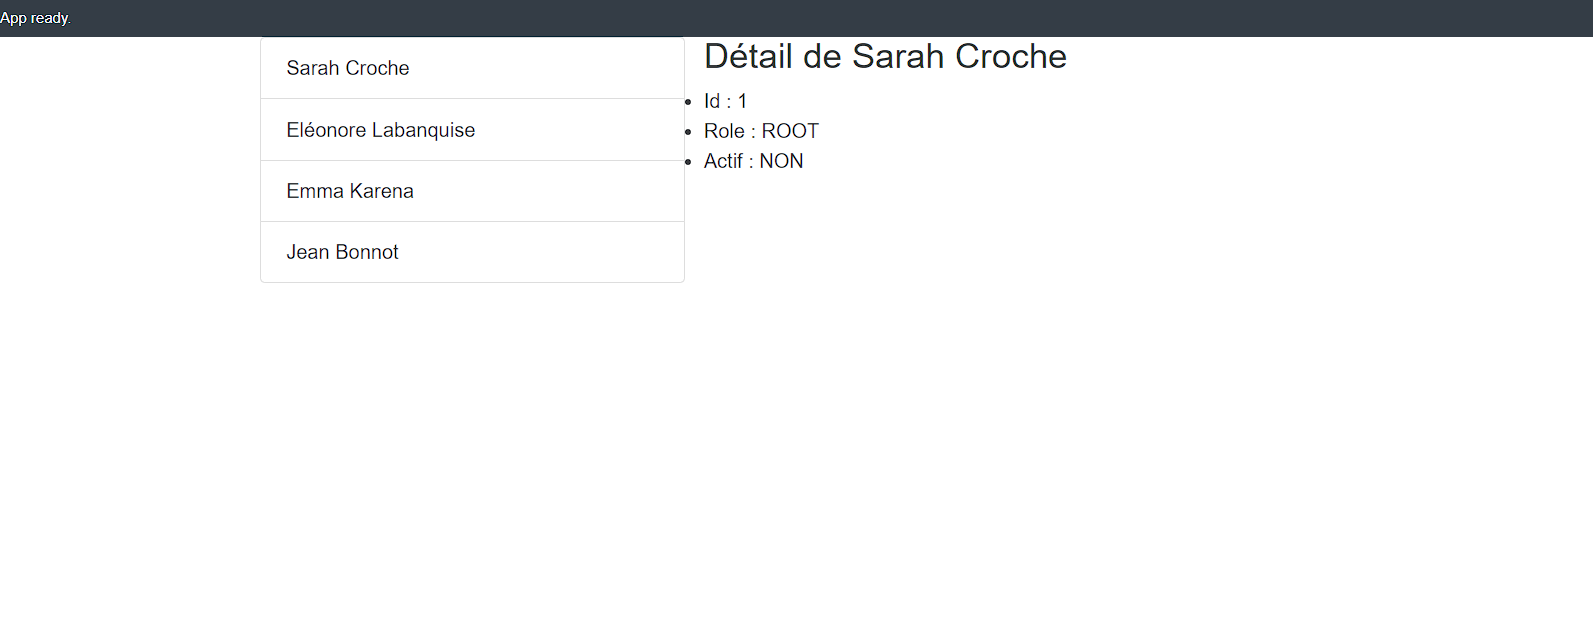 App ready.
Sarah Croche
Eléonore Labanquise
Emma Karena
Jean Bonnot
Détail de Sarah Croche
Id : 1
Role : ROOT
Actif : NON